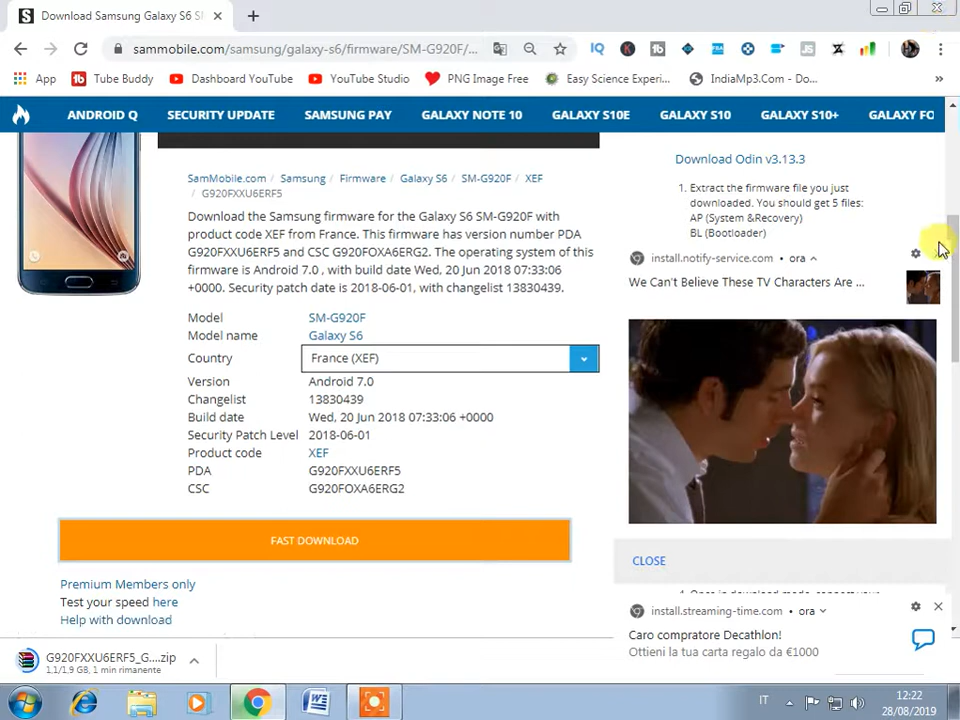 Download Samsung Galaxy S6 S
sammobile.com/samsung/galaxy-s6/firmware/SM-G920F/...
App
Tube Buddy
Dashboard YouTube
YouTube Studio
PNG Image Free
Easy Science Experi...
IndiaMp3.Com - Do...
»
ANDROID Q
SECURITY UPDATE
SAMSUNG PAY
GALAXY NOTE 10
GALAXY S10E
GALAXY S10
GALAXY S10+
GALAXY FO
SamMobile.com / Samsung / Firmware / Galaxy S6 / SM-G920F / XEF
/ G920FXXU6ERF5
Download the Samsung firmware for the Galaxy S6 SM-G920F with
product code XEF from France. This firmware has version number PDA
G920FXXU6ERF5 and CSC G920FOXA6ERG2. The operating system of this
firmware is Android 7.0 , with build date Wed, 20 Jun 2018 07:33:06
+0000. Security patch date is 2018-06-01, with changelist 13830439.
Model SM-G920F
Model name Galaxy S6
Country France (XEF)
Version Android 7.0
Changelist 13830439
Build date Wed, 20 Jun 2018 07:33:06 +0000
Security Patch Level 2018-06-01
Product code XEF
PDA G920FXXU6ERF5
CSC G920FOXA6ERG2
FAST DOWNLOAD
Premium Members only
Test your speed here
Help with download
Download Odin v3.13.3
1. Extract the firmware file you just
downloaded. You should get 5 files:
AP (System &Recovery)
BL (Bootloader)
install.notify-service.com • ora
We Can't Believe These TV Characters Are ...
CLOSE
install.streaming-time.com • ora
Caro compratore Decathlon!
Ottieni la tua carta regalo da €1000
G920FXXU6ERF5_G....zip
1,1/1,9 GB, 1 min rimanente
IT
12:22
28/08/2019